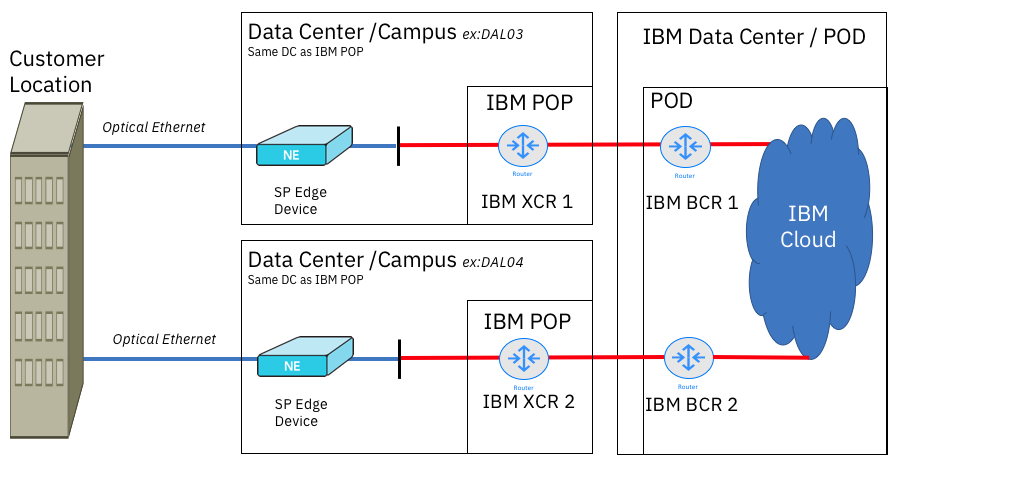 Customer
Location
Optical Ethernet
Data Center /Campus ex:DAL03
Same DC as IBM POP
NE
SP Edge
Device
IBM POP
Router
IBM XCR 1
IBM Data Center / POD
POD
Router
IBM BCR 1
IBM
Cloud
Optical Ethernet
Data Center /Campus ex:DAL04
Same DC as IBM POP
NE
SP Edge
Device
IBM POP
Router
IBM XCR 2
Router
IBM BCR 2